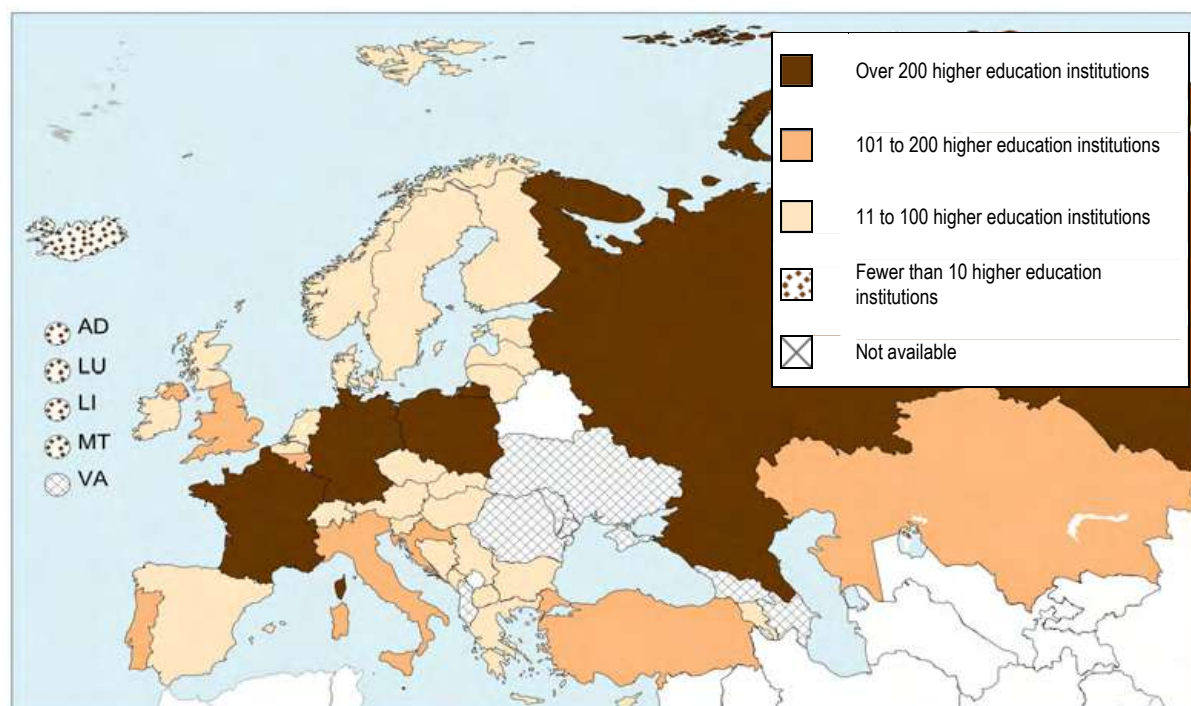 Over 200 higher education institutions
101 to 200 higher education institutions
11 to 100 higher education institutions
Fewer than 10 higher education
institutions
Not available
AD
LU
LI
MT
VA